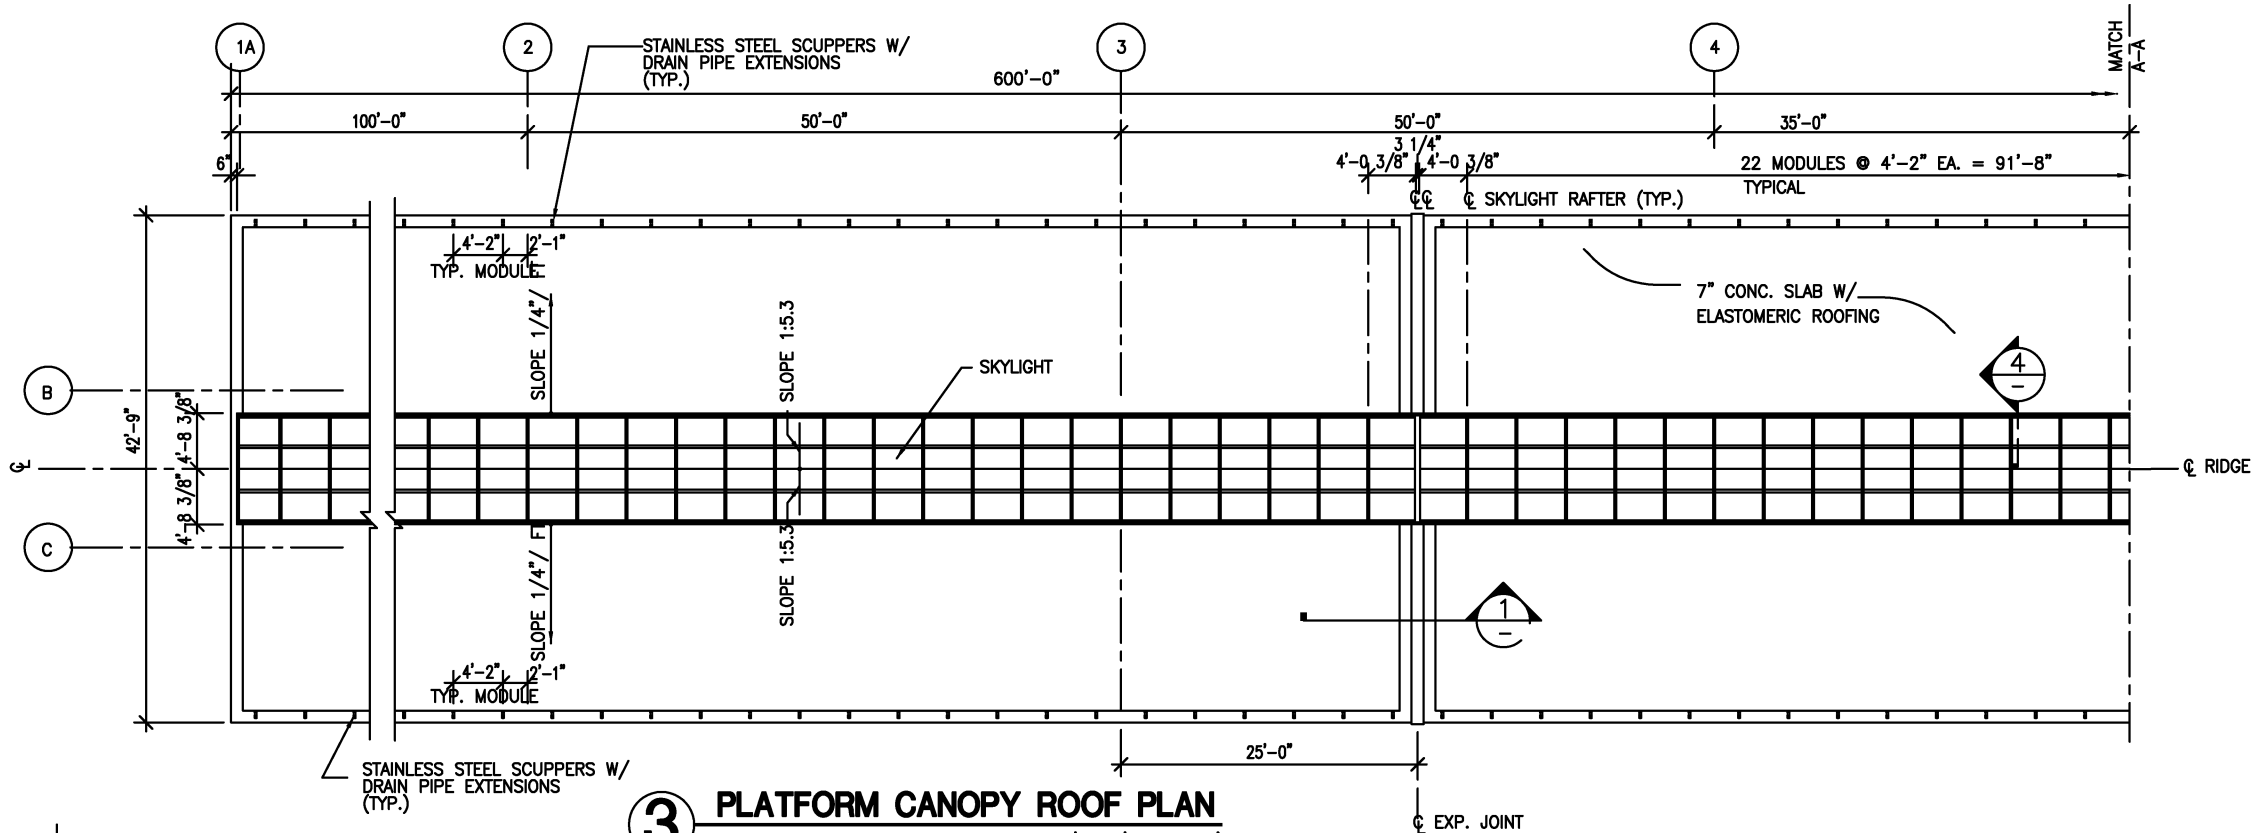 1A
2
3
4
MATCH
A-A
STAINLESS STEEL SCUPPERS W/
DRAIN PIPE EXTENSIONS
(TYP.)
600'-0"
100'-0"
50'-0"
50'-0"
35'-0"
6"
3 1/4"
4'-0 3/8"
4'-0 3/8"
22 MODULES @ 4'-2" EA. = 91'-8"
TYPICAL
℄℄
℄ SKYLIGHT RAFTER (TYP.)
4'-2"
2'-1"
TYP. MODULE
7" CONC. SLAB W/
ELASTOMERIC ROOFING
SLOPE 1/4"/ FT
SLOPE 1:5.3
SKYLIGHT
4
-
B
42'-9"
4'-8 3/8"
℄
℄ RIDGE
4'-8 3/8"
C
SLOPE 1/4"/ FT
SLOPE 1:5.3
1
-
4'-2"
2'-1"
TYP. MODULE
25'-0"
STAINLESS STEEL SCUPPERS W/
DRAIN PIPE EXTENSIONS
(TYP.)
3
PLATFORM CANOPY ROOF PLAN
℄ EXP. JOINT